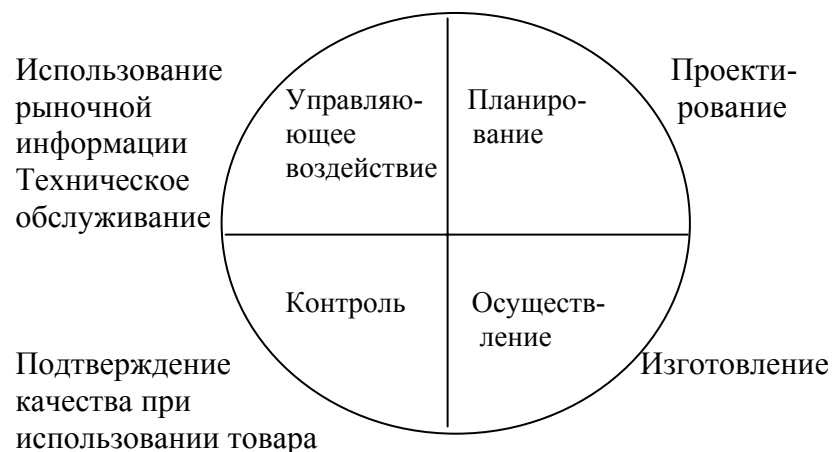 Использование
рыночной
информации
Техническое
обслуживание
Управляю-
ющее
воздействие
Планиро-
вание
Проекти-
рование
Контроль
Осуществ-
ление
Подтверждение
качества при
использовании товара
Изготовление